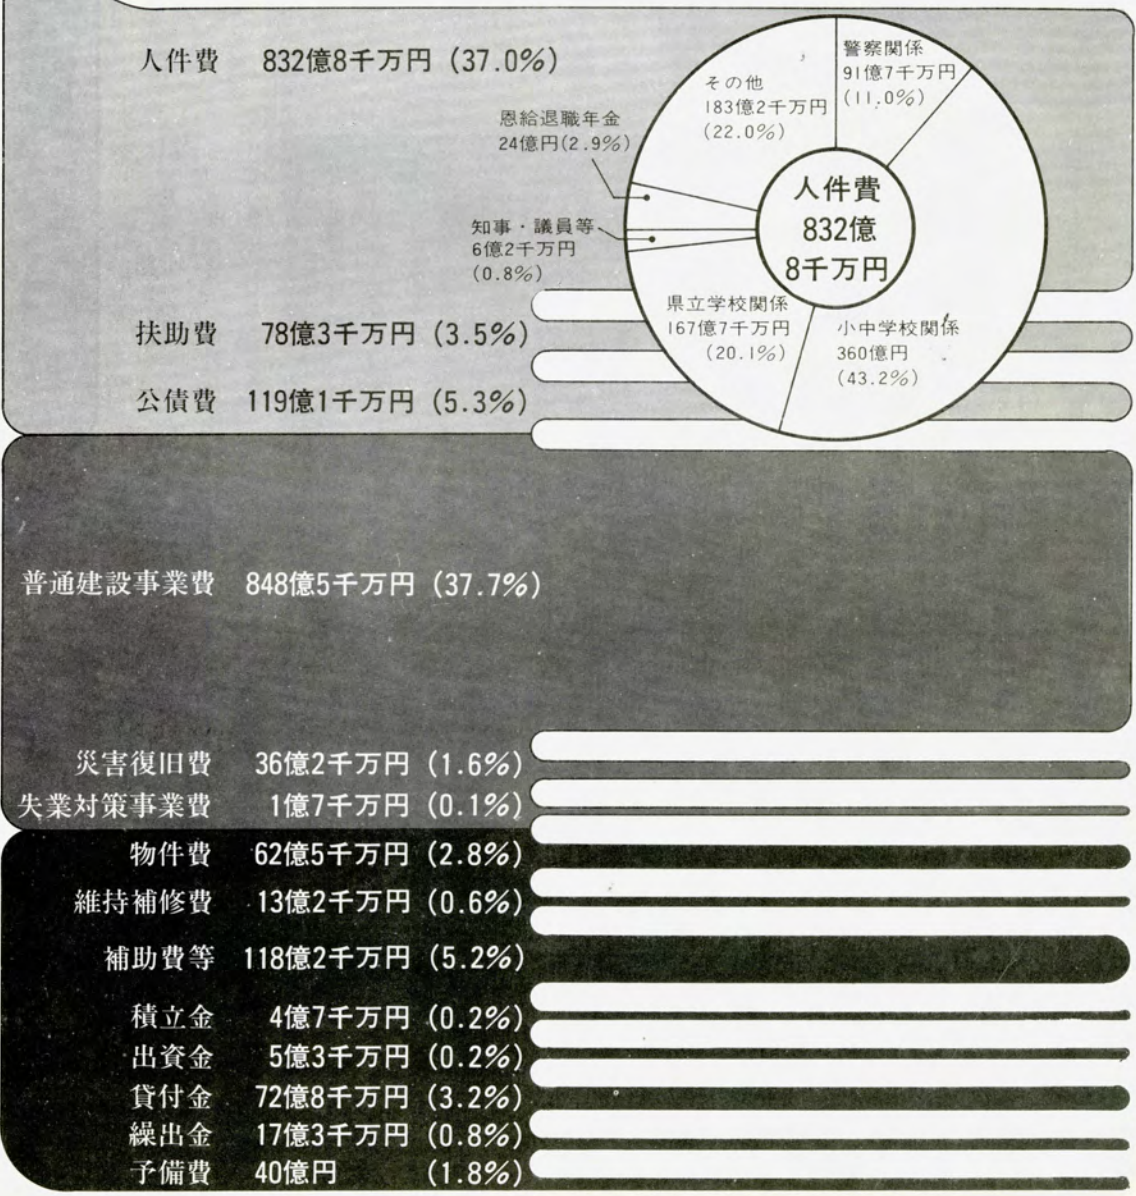 人件費 832億8千万円 (37.0%)
警察関係
91億7千万円
(11.0%)
その他
183億2千万円
(22.0%)
恩給退職年金
24億円(2.9%)
知事・議員等
6億2千万円
(0.8%)
人件費
832億
8千万円
県立学校関係
167億7千万円
(20.1%)
小中学校関係
360億円
(43.2%)
扶助費 78億3千万円 (3.5%)
公債費 119億1千万円 (5.3%)
普通建設事業費 848億5千万円 (37.7%)
災害復旧費 36億2千万円 (1.6%)
失業対策事業費 1億7千万円 (0.1%)
物件費 62億5千万円 (2.8%)
維持補修費 13億2千万円 (0.6%)
補助費等 118億2千万円 (5.2%)
積立金 4億7千万円 (0.2%)
出資金 5億3千万円 (0.2%)
貸付金 72億8千万円 (3.2%)
繰出金 17億3千万円 (0.8%)
予備費 40億円 (1.8%)